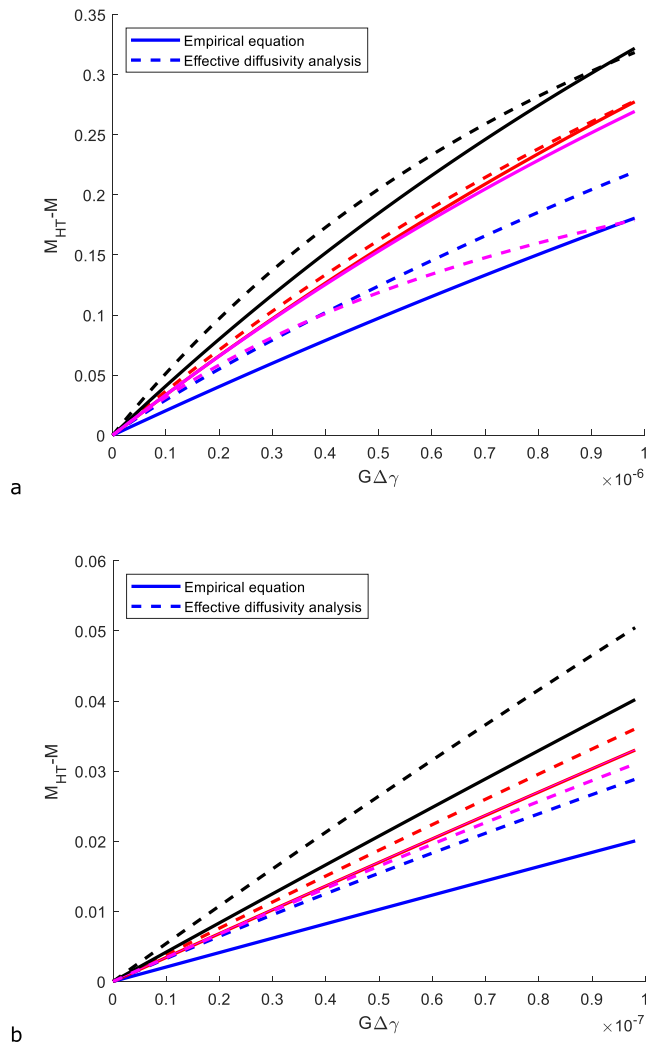 0.35
0.3
0.25
0.2
0.15
0.1
0.05
0
M_HT-M
Empirical equation
Effective diffusivity analysis
0 0.1 0.2 0.3 0.4 0.5 0.6 0.7 0.8 0.9 1
GΔγ
×10^-6
a
0.06
0.05
0.04
0.03
0.02
0.01
0
M_HT-M
Empirical equation
Effective diffusivity analysis
0 0.1 0.2 0.3 0.4 0.5 0.6 0.7 0.8 0.9 1
GΔγ
×10^-7
b